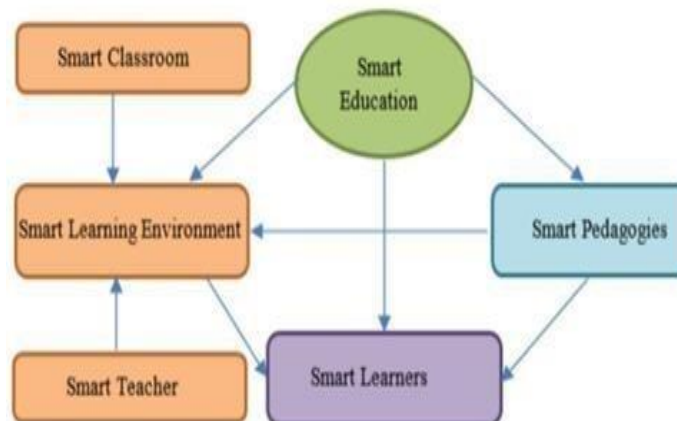 Smart Classroom
Smart
Education
Smart Learning Environment
Smart Pedagogies
Smart Teacher
Smart Learners